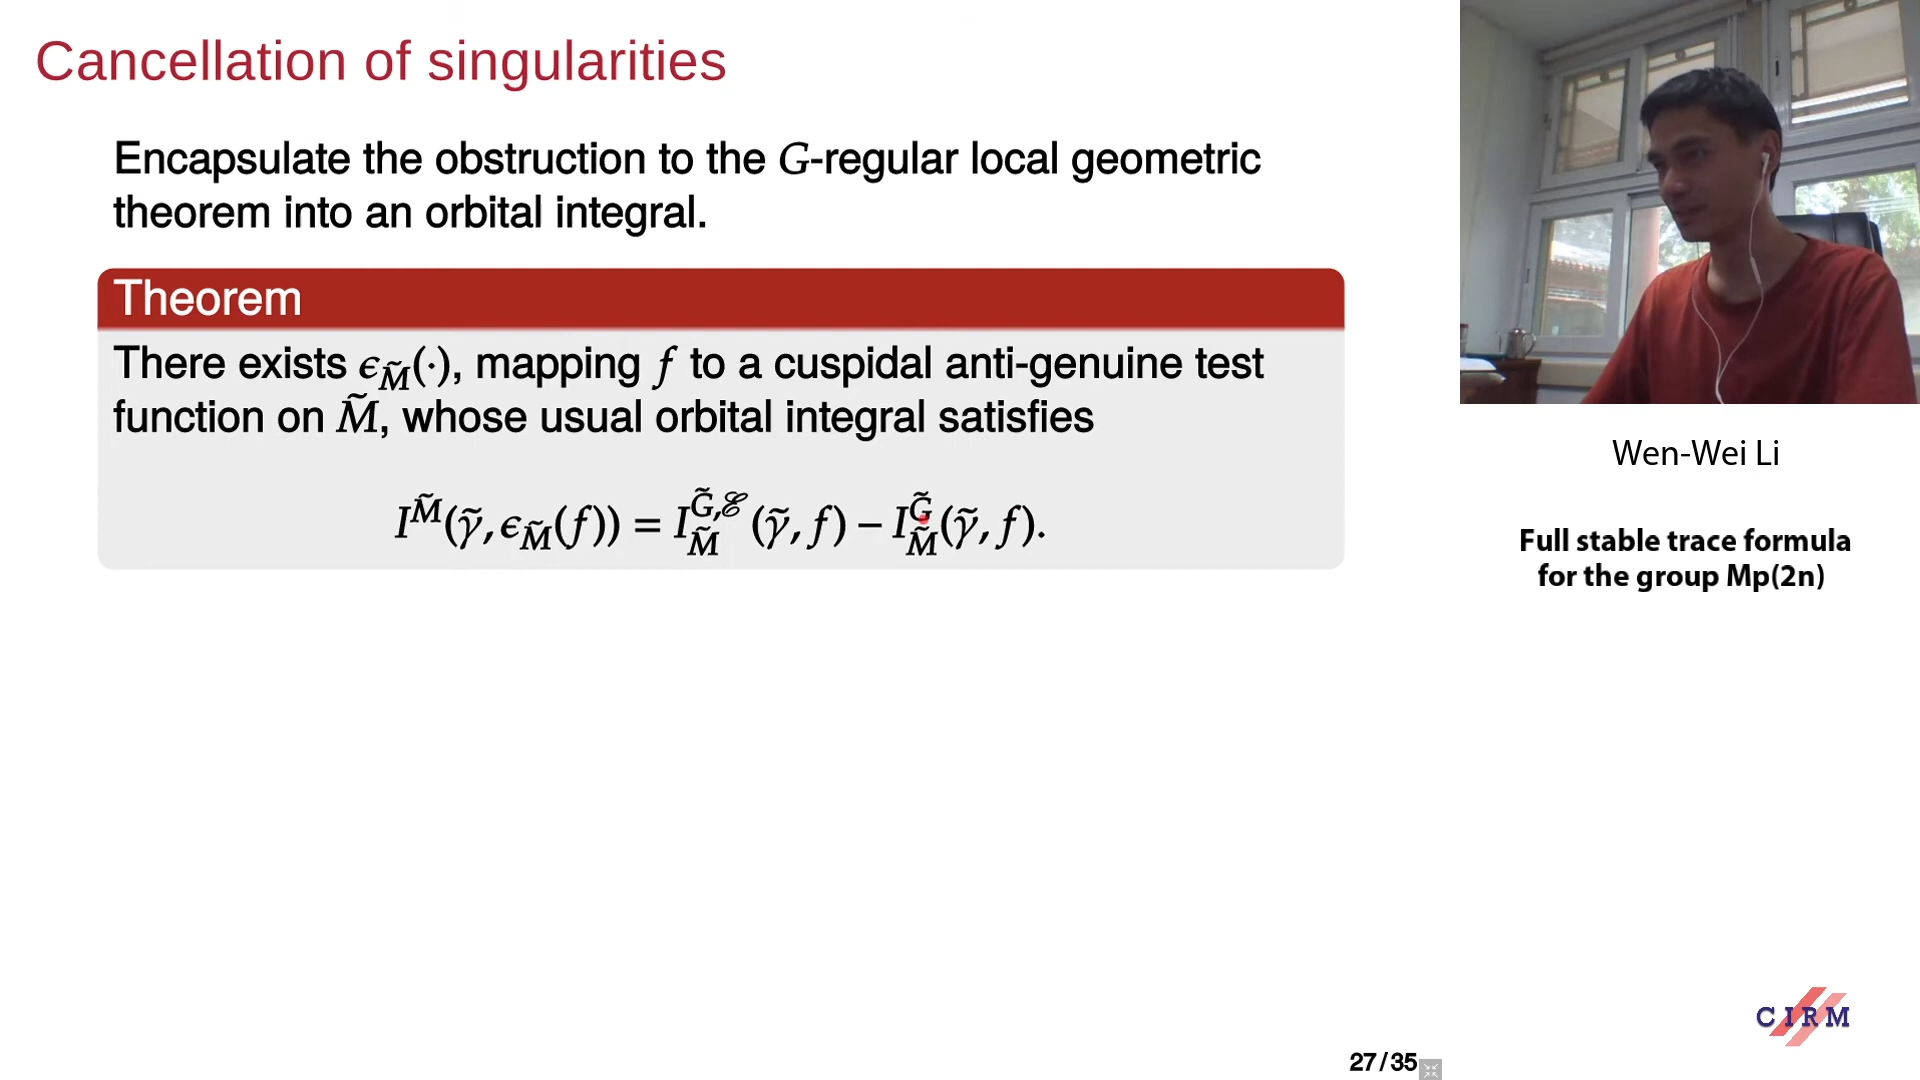 Cancellation of singularities
Encapsulate the obstruction to the G-regular local geometric
theorem into an orbital integral.
Theorem
There exists ϵ_M̃(·), mapping f to a cuspidal anti-genuine test
function on M̃, whose usual orbital integral satisfies
I^M̃(γ̃, ϵ_M̃(f)) = I_M̃^{G̃,ℰ}(γ̃, f) − I_M̃^G̃(γ̃, f).
Wen-Wei Li
Full stable trace formula
for the group Mp(2n)
CIRM
27/35